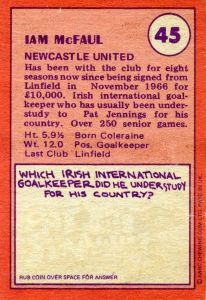 IAM McFAUL
45
NEWCASTLE UNITED
Has been with the club for eight
seasons now since being signed from
Linfield in November 1966 for
£10,000. Irish international goal-
keeper who has usually been under-
study to Pat Jennings for his
country. Over 250 senior games.
Ht. 5.9½ Born Coleraine
Wt. 12.0 Pos. Goalkeeper
Last Club Linfield
WHICH IRISH INTERNATIONAL
GOALKEEPER DID HE UNDERSTUDY
FOR HIS COUNTRY?
RUB COIN OVER SPACE FOR ANSWER